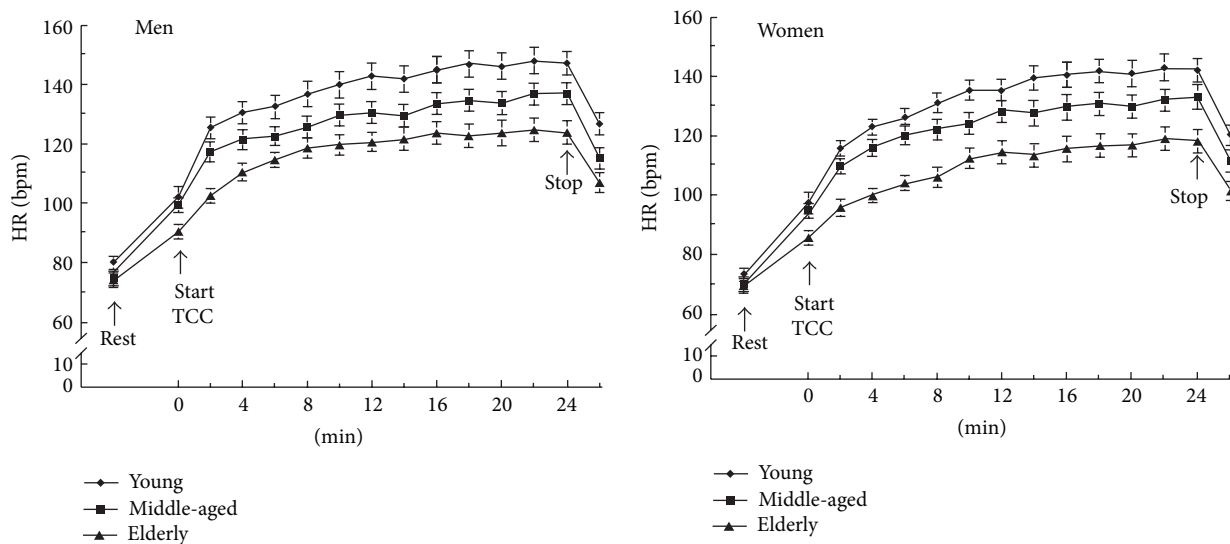 Men
HR (bpm)
160
140
120
100
80
60
10
0
Rest
Start
TCC
Stop
0 4 8 12 16 20 24
(min)
Young
Middle-aged
Elderly
Women
HR (bpm)
160
140
120
100
80
60
10
0
Rest
Start
TCC
Stop
0 4 8 12 16 20 24
(min)
Young
Middle-aged
Elderly